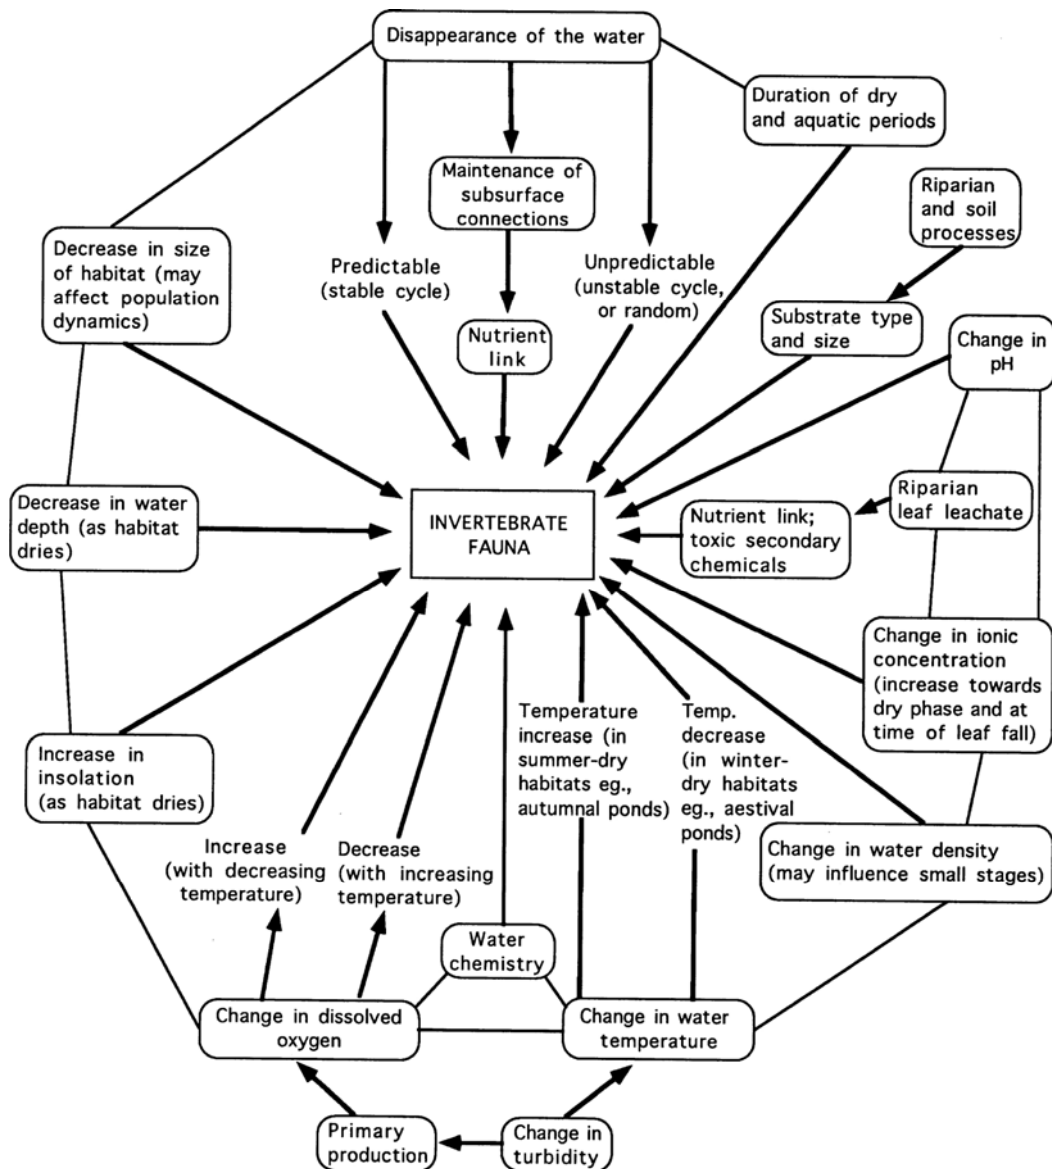 Disappearance of the water
Duration of dry
and aquatic periods
Maintenance of
subsurface
connections
Riparian
and soil
processes
Decrease in size
of habitat (may
affect population
dynamics)
Predictable
(stable cycle)
Unpredictable
(unstable cycle,
or random)
Substrate type
and size
Nutrient
link
Change in
pH
Decrease in water
depth (as habitat
dries)
INVERTEBRATE
FAUNA
Nutrient link;
toxic secondary
chemicals
Riparian
leaf leachate
Change in ionic
concentration
(increase towards
dry phase and at
time of leaf fall)
Increase in
insolation
(as habitat dries)
Temperature
increase (in
summer-dry
habitats eg.,
autumnal ponds)
Temp.
decrease
(in winter-
dry habitats
eg., aestival
ponds)
Increase
(with decreasing
temperature)
Decrease
(with increasing
temperature)
Change in water density
(may influence small stages)
Water
chemistry
Change in dissolved
oxygen
Change in water
temperature
Primary
production
Change in
turbidity